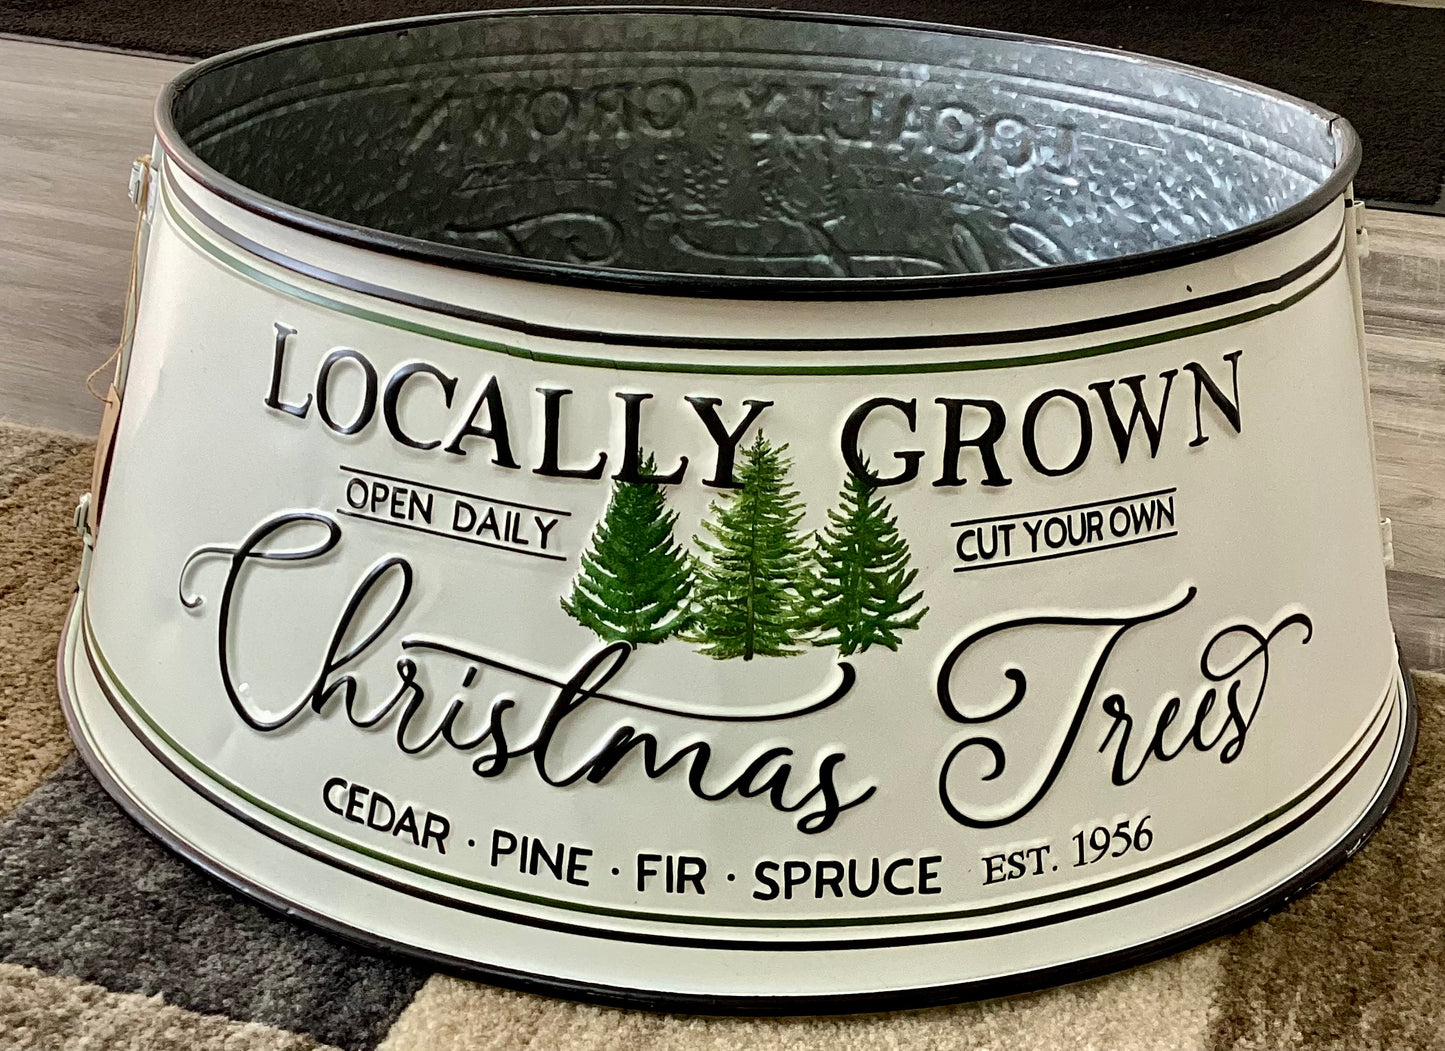 LOCALLY GROWN
OPEN DAILY
CUT YOUR OWN
Christmas Trees
CEDAR · PINE · FIR · SPRUCE
EST. 1956